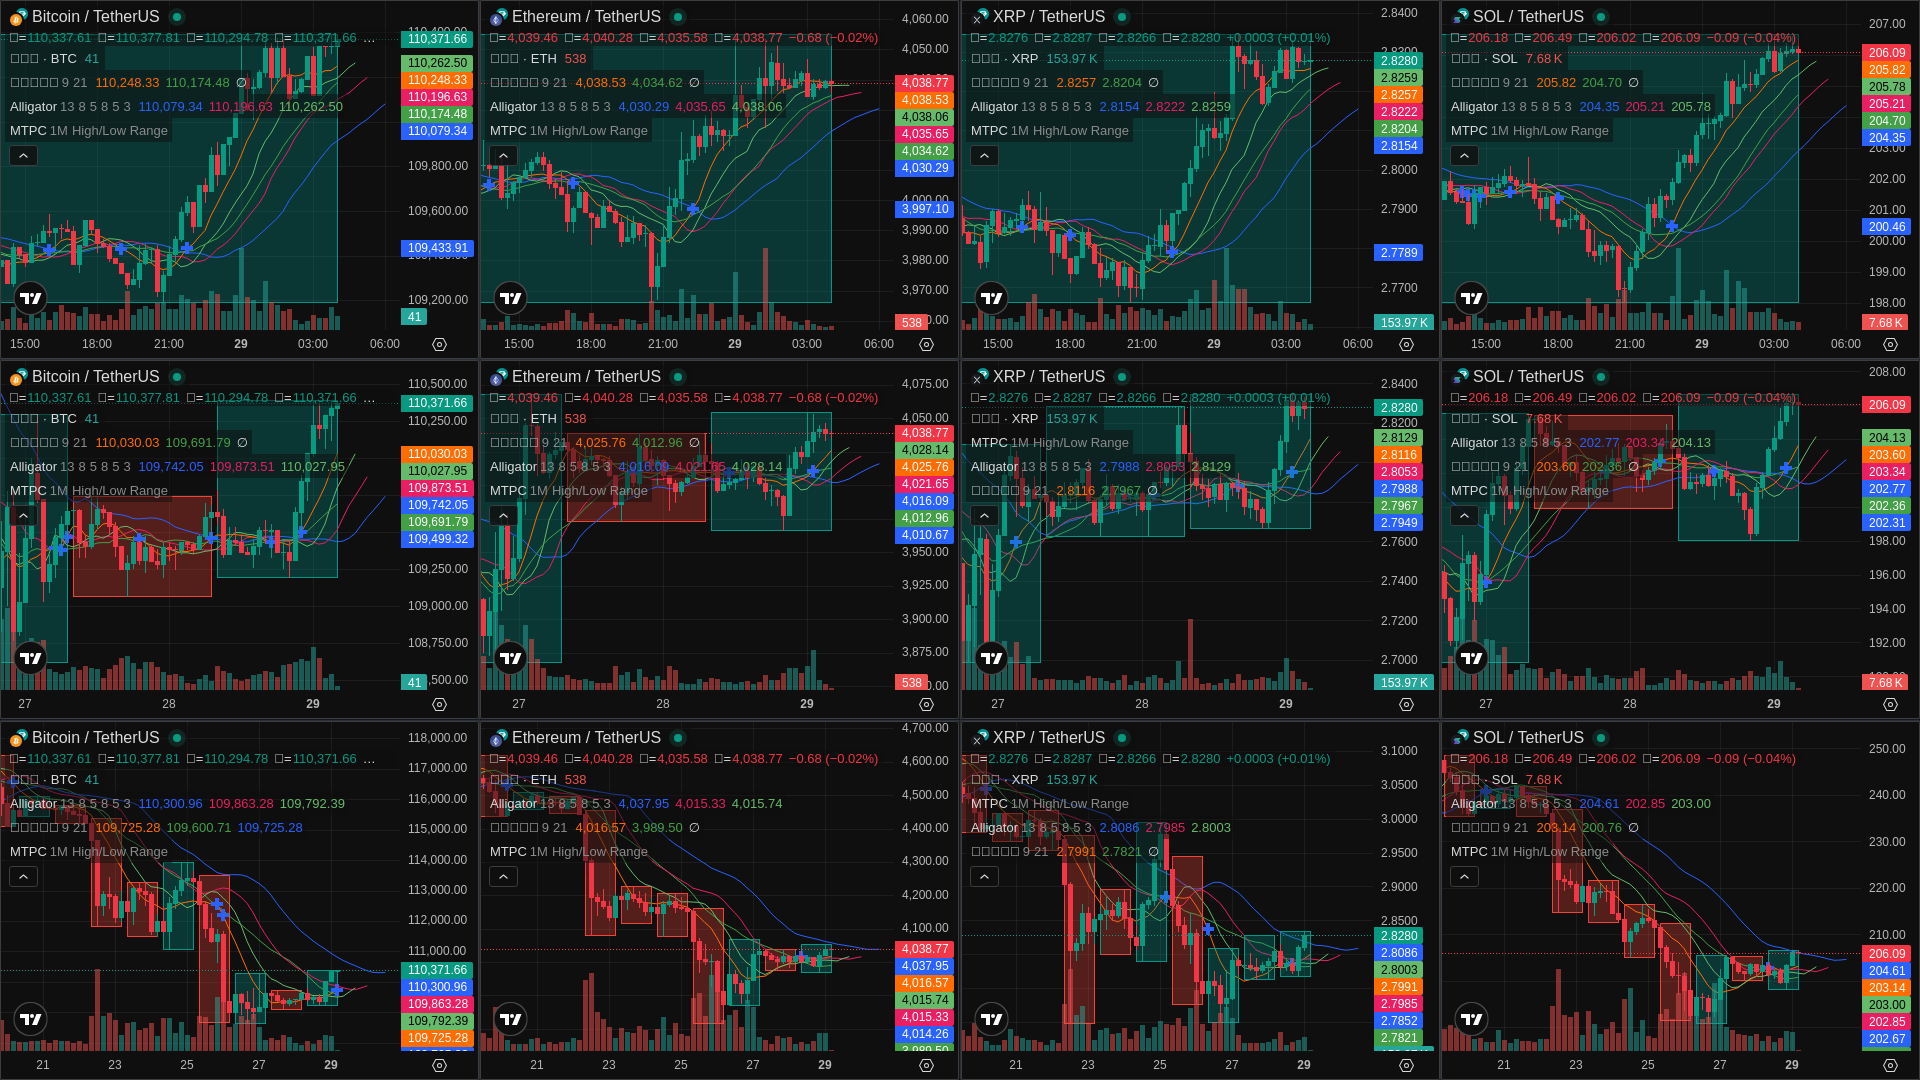 Bitcoin / TetherUS
=110,337.61 =110,377.81 =110,294.78 =110,371.66 …
· BTC 41
9 21 110,248.33 110,174.48 ∅
Alligator 13 8 5 8 5 3 110,079.34 110,196.63 110,262.50
MTPC 1M High/Low Range
110,371.66
110,262.50
110,248.33
110,196.63
110,174.48
110,079.34
109,800.00
109,600.00
109,433.91
109,200.00
41
15:00 18:00 21:00 29 03:00 06:00
Ethereum / TetherUS
=4,039.46 =4,040.28 =4,035.58 =4,038.77 −0.68 (−0.02%)
· ETH 538
9 21 4,038.53 4,034.62 ∅
Alligator 13 8 5 8 5 3 4,030.29 4,035.65 4,038.06
MTPC 1M High/Low Range
4,060.00
4,050.00
4,038.77
4,038.53
4,038.06
4,035.65
4,034.62
4,030.29
3,997.10
3,990.00
3,980.00
3,970.00
538
15:00 18:00 21:00 29 03:00 06:00
XRP / TetherUS
=2.8276 =2.8287 =2.8266 =2.8280 +0.0003 (+0.01%)
· XRP 153.97 K
9 21 2.8257 2.8204 ∅
Alligator 13 8 5 8 5 3 2.8154 2.8222 2.8259
MTPC 1M High/Low Range
2.8400
2.8280
2.8259
2.8257
2.8222
2.8204
2.8154
2.8000
2.7900
2.7789
2.7700
153.97 K
15:00 18:00 21:00 29 03:00 06:00
SOL / TetherUS
=206.18 =206.49 =206.02 =206.09 −0.09 (−0.04%)
· SOL 7.68 K
9 21 205.82 204.70 ∅
Alligator 13 8 5 8 5 3 204.35 205.21 205.78
MTPC 1M High/Low Range
207.00
206.09
205.82
205.78
205.21
204.70
204.35
203.00
202.00
201.00
200.46
200.00
199.00
198.00
7.68 K
15:00 18:00 21:00 29 03:00 06:00
Bitcoin / TetherUS
=110,337.61 =110,377.81 =110,294.78 =110,371.66 …
· BTC 41
9 21 110,030.03 109,691.79 ∅
Alligator 13 8 5 8 5 3 109,742.05 109,873.51 110,027.95
MTPC 1M High/Low Range
110,500.00
110,371.66
110,250.00
110,030.03
110,027.95
109,873.51
109,742.05
109,691.79
109,499.32
109,250.00
109,000.00
108,750.00
41
27 28 29
Ethereum / TetherUS
=4,039.46 =4,040.28 =4,035.58 =4,038.77 −0.68 (−0.02%)
· ETH 538
9 21 4,025.76 4,012.96 ∅
Alligator 13 8 5 8 5 3 4,016.09 4,021.65 4,028.14
MTPC 1M High/Low Range
4,075.00
4,050.00
4,038.77
4,028.14
4,025.76
4,021.65
4,016.09
4,012.96
4,010.67
3,950.00
3,925.00
3,900.00
3,875.00
538
27 28 29
XRP / TetherUS
=2.8276 =2.8287 =2.8266 =2.8280 +0.0003 (+0.01%)
· XRP 153.97 K
MTPC 1M High/Low Range
Alligator 13 8 5 8 5 3 2.7988 2.8053 2.8129
9 21 2.8116 2.7967 ∅
2.8400
2.8280
2.8200
2.8129
2.8116
2.8053
2.7988
2.7967
2.7949
2.7600
2.7400
2.7200
2.7000
153.97 K
27 28 29
SOL / TetherUS
=206.18 =206.49 =206.02 =206.09 −0.09 (−0.04%)
· SOL 7.68 K
Alligator 13 8 5 8 5 3 202.77 203.34 204.13
9 21 203.60 202.36 ∅
MTPC 1M High/Low Range
208.00
206.09
204.13
203.60
203.34
202.77
202.36
202.31
198.00
196.00
194.00
192.00
7.68 K
27 28 29
Bitcoin / TetherUS
=110,337.61 =110,377.81 =110,294.78 =110,371.66 …
· BTC 41
Alligator 13 8 5 8 5 3 110,300.96 109,863.28 109,792.39
9 21 109,725.28 109,600.71 109,725.28
MTPC 1M High/Low Range
118,000.00
117,000.00
116,000.00
115,000.00
114,000.00
113,000.00
112,000.00
111,000.00
110,371.66
110,300.96
109,863.28
109,792.39
109,725.28
21 23 25 27 29
Ethereum / TetherUS
=4,039.46 =4,040.28 =4,035.58 =4,038.77 −0.68 (−0.02%)
· ETH 538
Alligator 13 8 5 8 5 3 4,037.95 4,015.33 4,015.74
9 21 4,016.57 3,989.50 ∅
MTPC 1M High/Low Range
4,700.00
4,600.00
4,500.00
4,400.00
4,300.00
4,200.00
4,100.00
4,038.77
4,037.95
4,016.57
4,015.74
4,015.33
4,014.26
3,989.50
21 23 25 27 29
XRP / TetherUS
=2.8276 =2.8287 =2.8266 =2.8280 +0.0003 (+0.01%)
· XRP 153.97 K
MTPC 1M High/Low Range
Alligator 13 8 5 8 5 3 2.8086 2.7985 2.8003
9 21 2.7991 2.7821 ∅
3.1000
3.0500
3.0000
2.9500
2.9000
2.8500
2.8280
2.8086
2.8003
2.7991
2.7985
2.7852
2.7821
21 23 25 27 29
SOL / TetherUS
=206.18 =206.49 =206.02 =206.09 −0.09 (−0.04%)
· SOL 7.68 K
Alligator 13 8 5 8 5 3 204.61 202.85 203.00
9 21 203.14 200.76 ∅
MTPC 1M High/Low Range
250.00
240.00
230.00
220.00
210.00
206.09
204.61
203.14
203.00
202.85
202.67
21 23 25 27 29